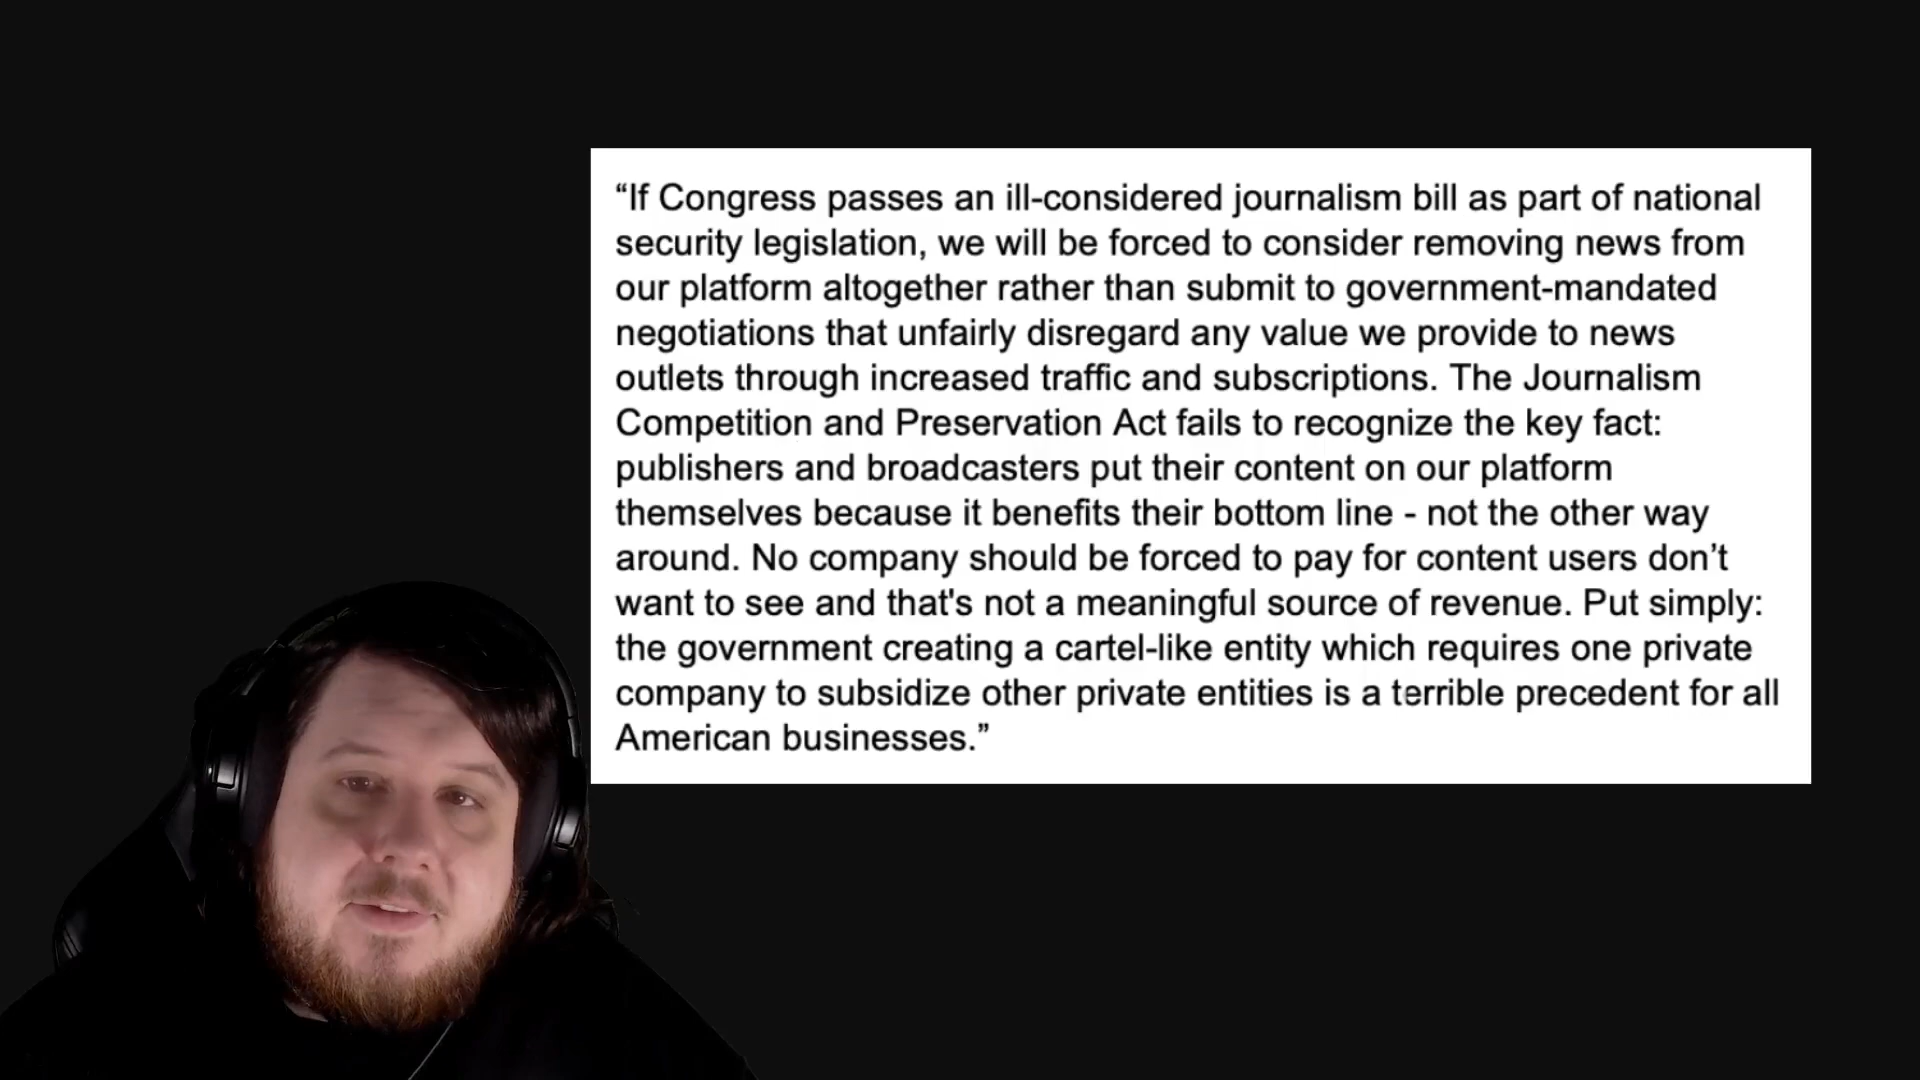 “If Congress passes an ill-considered journalism bill as part of national
security legislation, we will be forced to consider removing news from
our platform altogether rather than submit to government-mandated
negotiations that unfairly disregard any value we provide to news
outlets through increased traffic and subscriptions. The Journalism
Competition and Preservation Act fails to recognize the key fact:
publishers and broadcasters put their content on our platform
themselves because it benefits their bottom line - not the other way
around. No company should be forced to pay for content users don’t
want to see and that's not a meaningful source of revenue. Put simply:
the government creating a cartel-like entity which requires one private
company to subsidize other private entities is a terrible precedent for all
American businesses.”